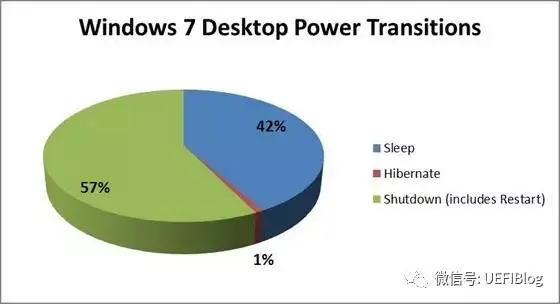 Windows 7 Desktop Power Transitions
42%
57%
1%
Sleep
Hibernate
Shutdown (includes Restart)
微信号: UEFIBlog